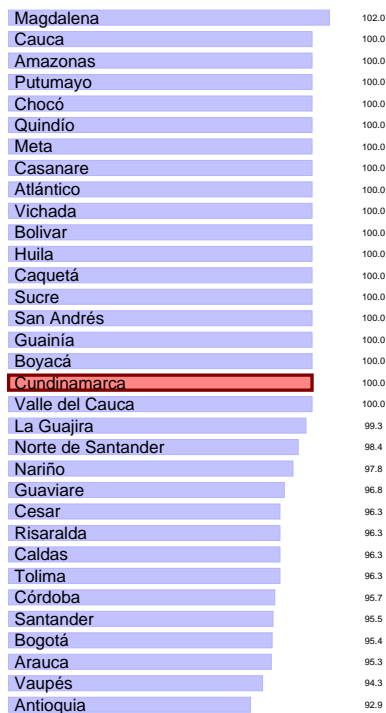 Magdalena 102.0
Cauca 100.0
Amazonas 100.0
Putumayo 100.0
Chocó 100.0
Quindío 100.0
Meta 100.0
Casanare 100.0
Atlántico 100.0
Vichada 100.0
Bolivar 100.0
Huila 100.0
Caquetá 100.0
Sucre 100.0
San Andrés 100.0
Guainía 100.0
Boyacá 100.0
Cundinamarca 100.0
Valle del Cauca 100.0
La Guajira 99.3
Norte de Santander 98.4
Nariño 97.8
Guaviare 96.8
Cesar 96.3
Risaralda 96.3
Caldas 96.3
Tolima 96.3
Córdoba 95.7
Santander 95.5
Bogotá 95.4
Arauca 95.3
Vaupés 94.3
Antioquia 92.9